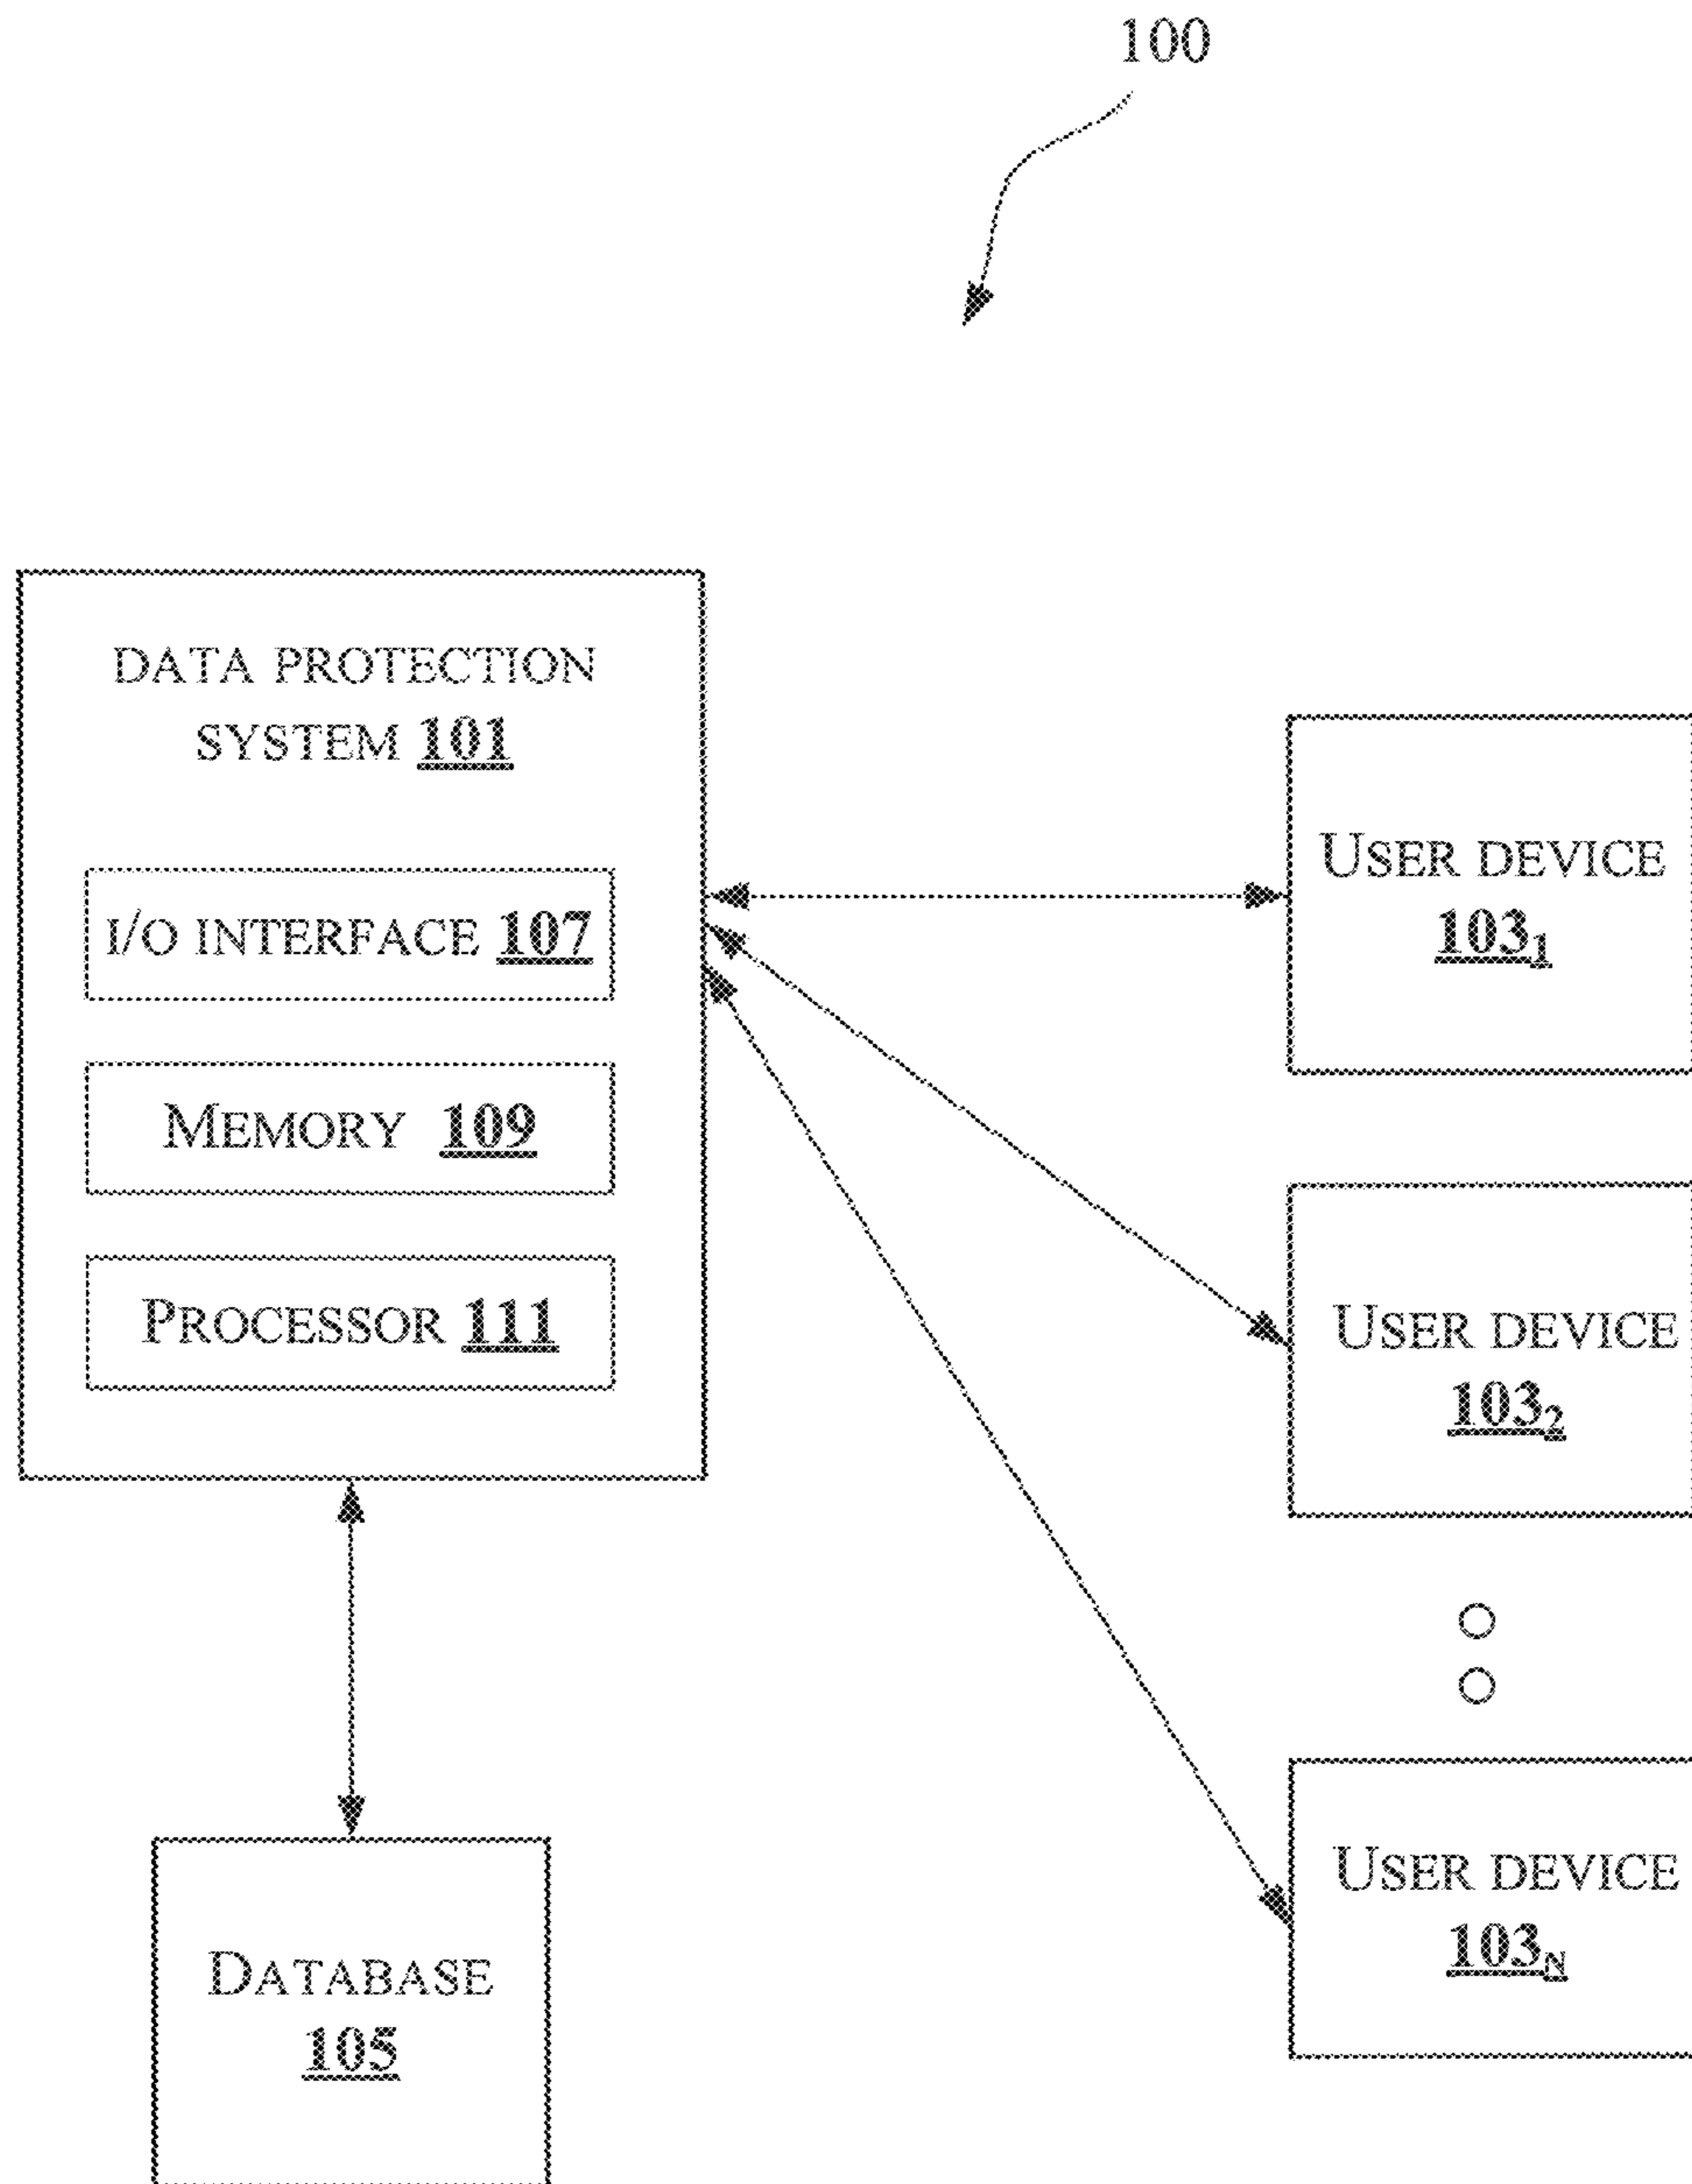 100
DATA PROTECTION
SYSTEM 101
I/O INTERFACE 107
MEMORY 109
PROCESSOR 111
USER DEVICE
103₁
USER DEVICE
103₂
USER DEVICE
103ₙ
DATABASE
105